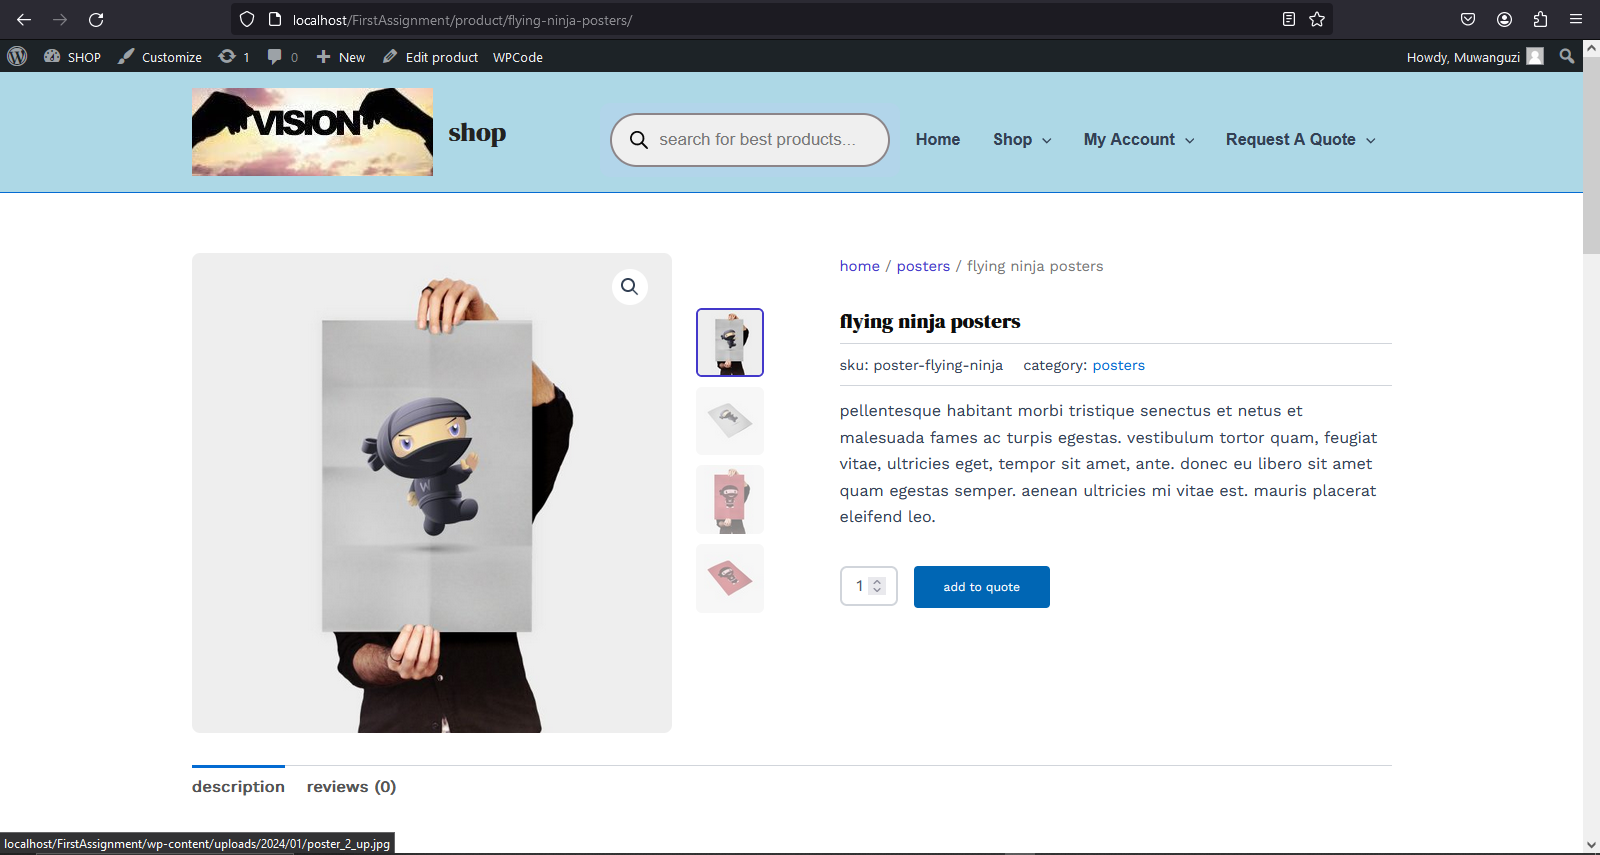 localhost/FirstAssignment/product/flying-ninja-posters/
SHOP Customize 1 0 New Edit product WPCode Howdy, Muwanguzi
VISION shop search for best products... Home Shop My Account Request A Quote
home / posters / flying ninja posters
flying ninja posters
sku: poster-flying-ninja category: posters
pellentesque habitant morbi tristique senectus et netus et
malesuada fames ac turpis egestas. vestibulum tortor quam, feugiat
vitae, ultricies eget, tempor sit amet, ante. donec eu libero sit amet
quam egestas semper. aenean ultricies mi vitae est. mauris placerat
eleifend leo.
W
1 add to quote
description reviews (0)
localhost/FirstAssignment/wp-content/uploads/2024/01/poster_2_up.jpg